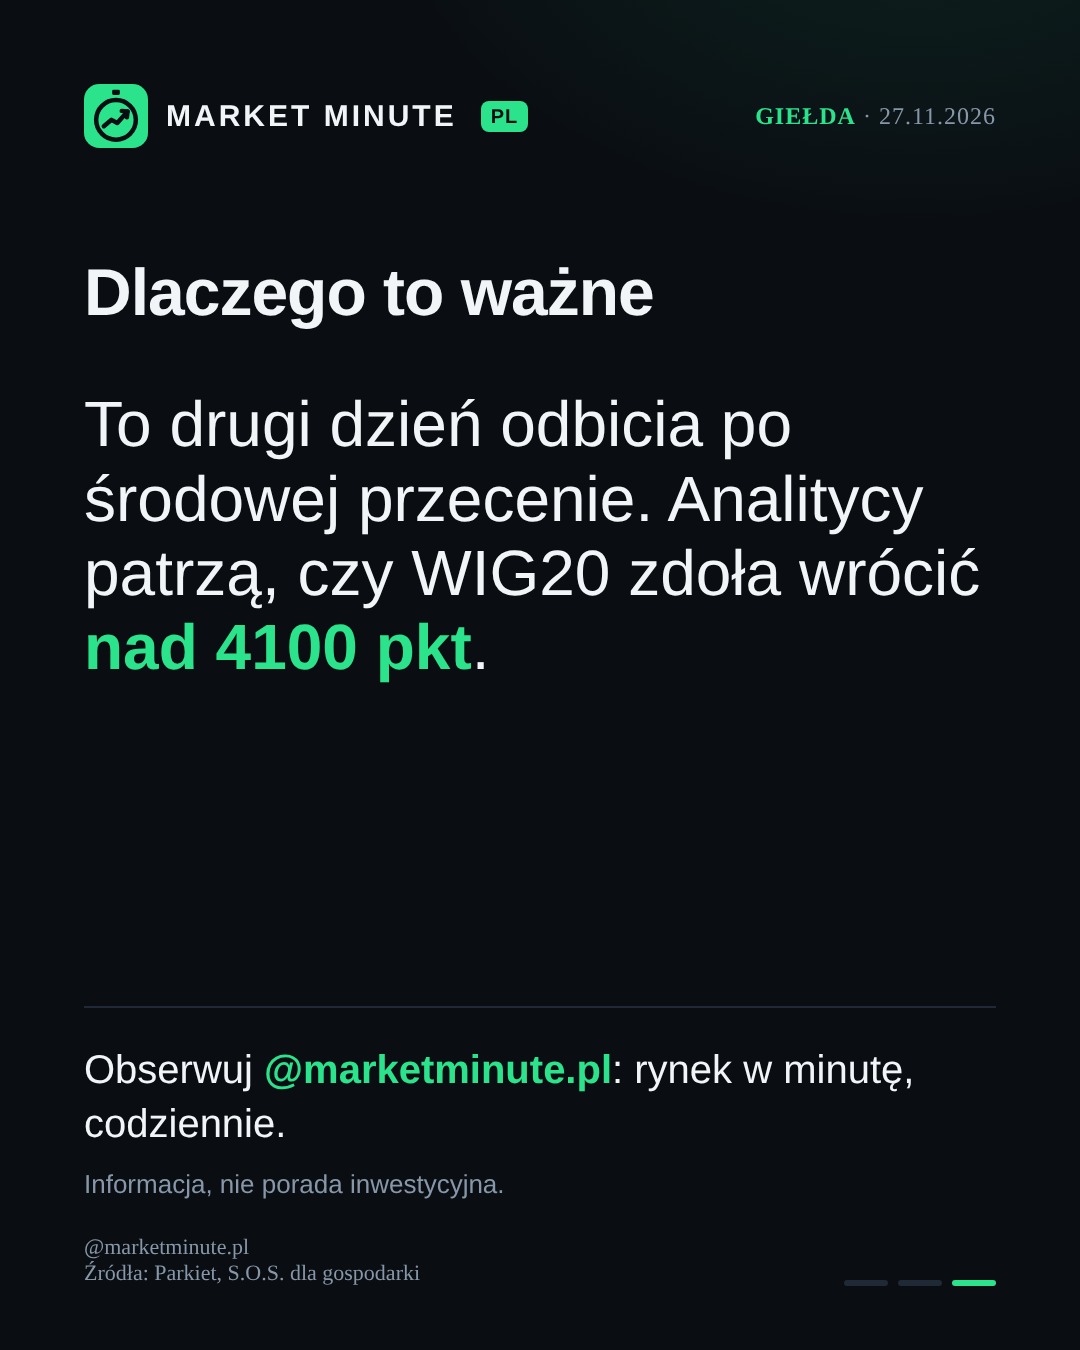 MARKET MINUTE PL
GIEŁDA · 27.11.2026
Dlaczego to ważne
To drugi dzień odbicia po
środowej przecenie. Analitycy
patrzą, czy WIG20 zdoła wrócić
nad 4100 pkt.
Obserwuj @marketminute.pl: rynek w minutę,
codziennie.
Informacja, nie porada inwestycyjna.
@marketminute.pl
Źródła: Parkiet, S.O.S. dla gospodarki